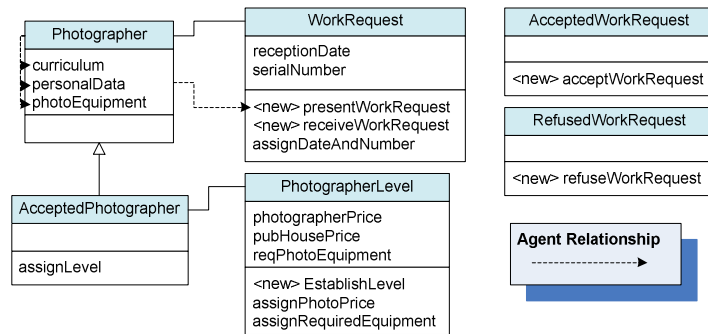 Photographer
curriculum
personalData
photoEquipment
WorkRequest
receptionDate
serialNumber
<new> presentWorkRequest
<new> receiveWorkRequest
assignDateAndNumber
AcceptedWorkRequest
<new> acceptWorkRequest
RefusedWorkRequest
<new> refuseWorkRequest
AcceptedPhotographer
assignLevel
PhotographerLevel
photographerPrice
pubHousePrice
reqPhotoEquipment
<new> EstablishLevel
assignPhotoPrice
assignRequiredEquipment
Agent Relationship